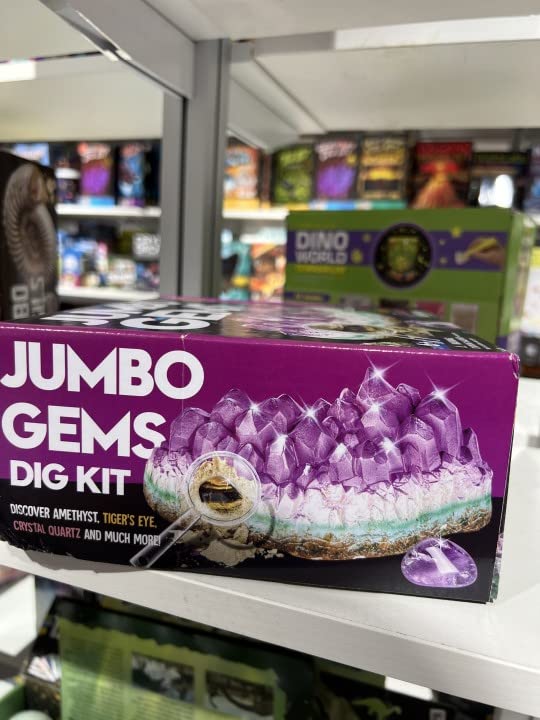 DINO
WORLD
JUMBO
GEMS
DIG KIT
DISCOVER AMETHYST, TIGER'S EYE,
CRYSTAL QUARTZ AND MUCH MORE!